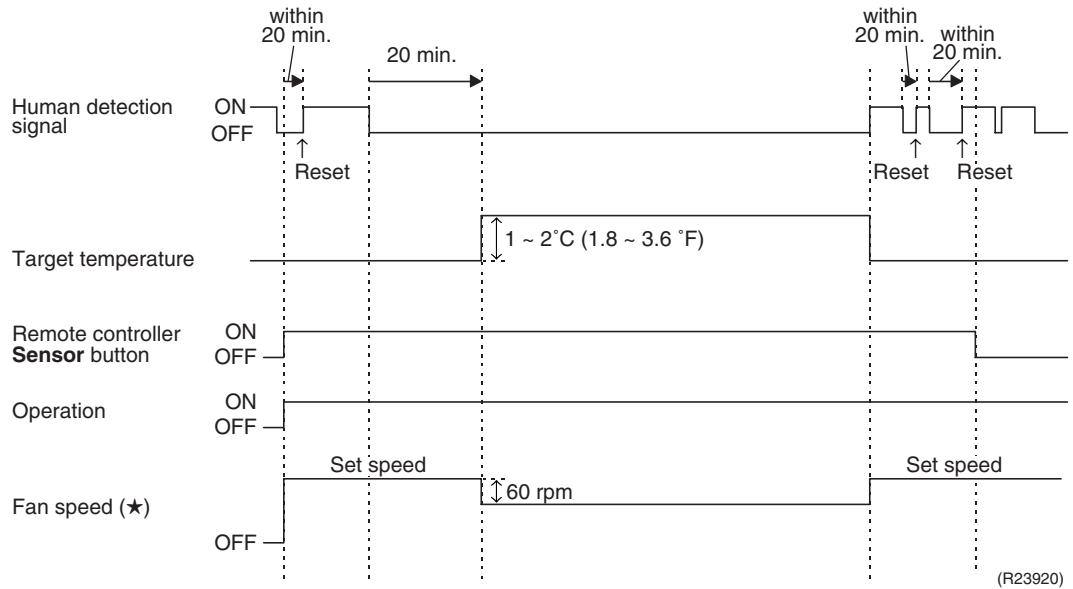 within
20 min.
20 min.
within
20 min.
within
20 min.
Human detection
signal
ON
OFF
Reset
Reset
Reset
Target temperature
1 ~ 2˚C (1.8 ~ 3.6 ˚F)
Remote controller
Sensor button
ON
OFF
Operation
ON
OFF
Set speed
Set speed
Fan speed (★)
60 rpm
OFF
(R23920)